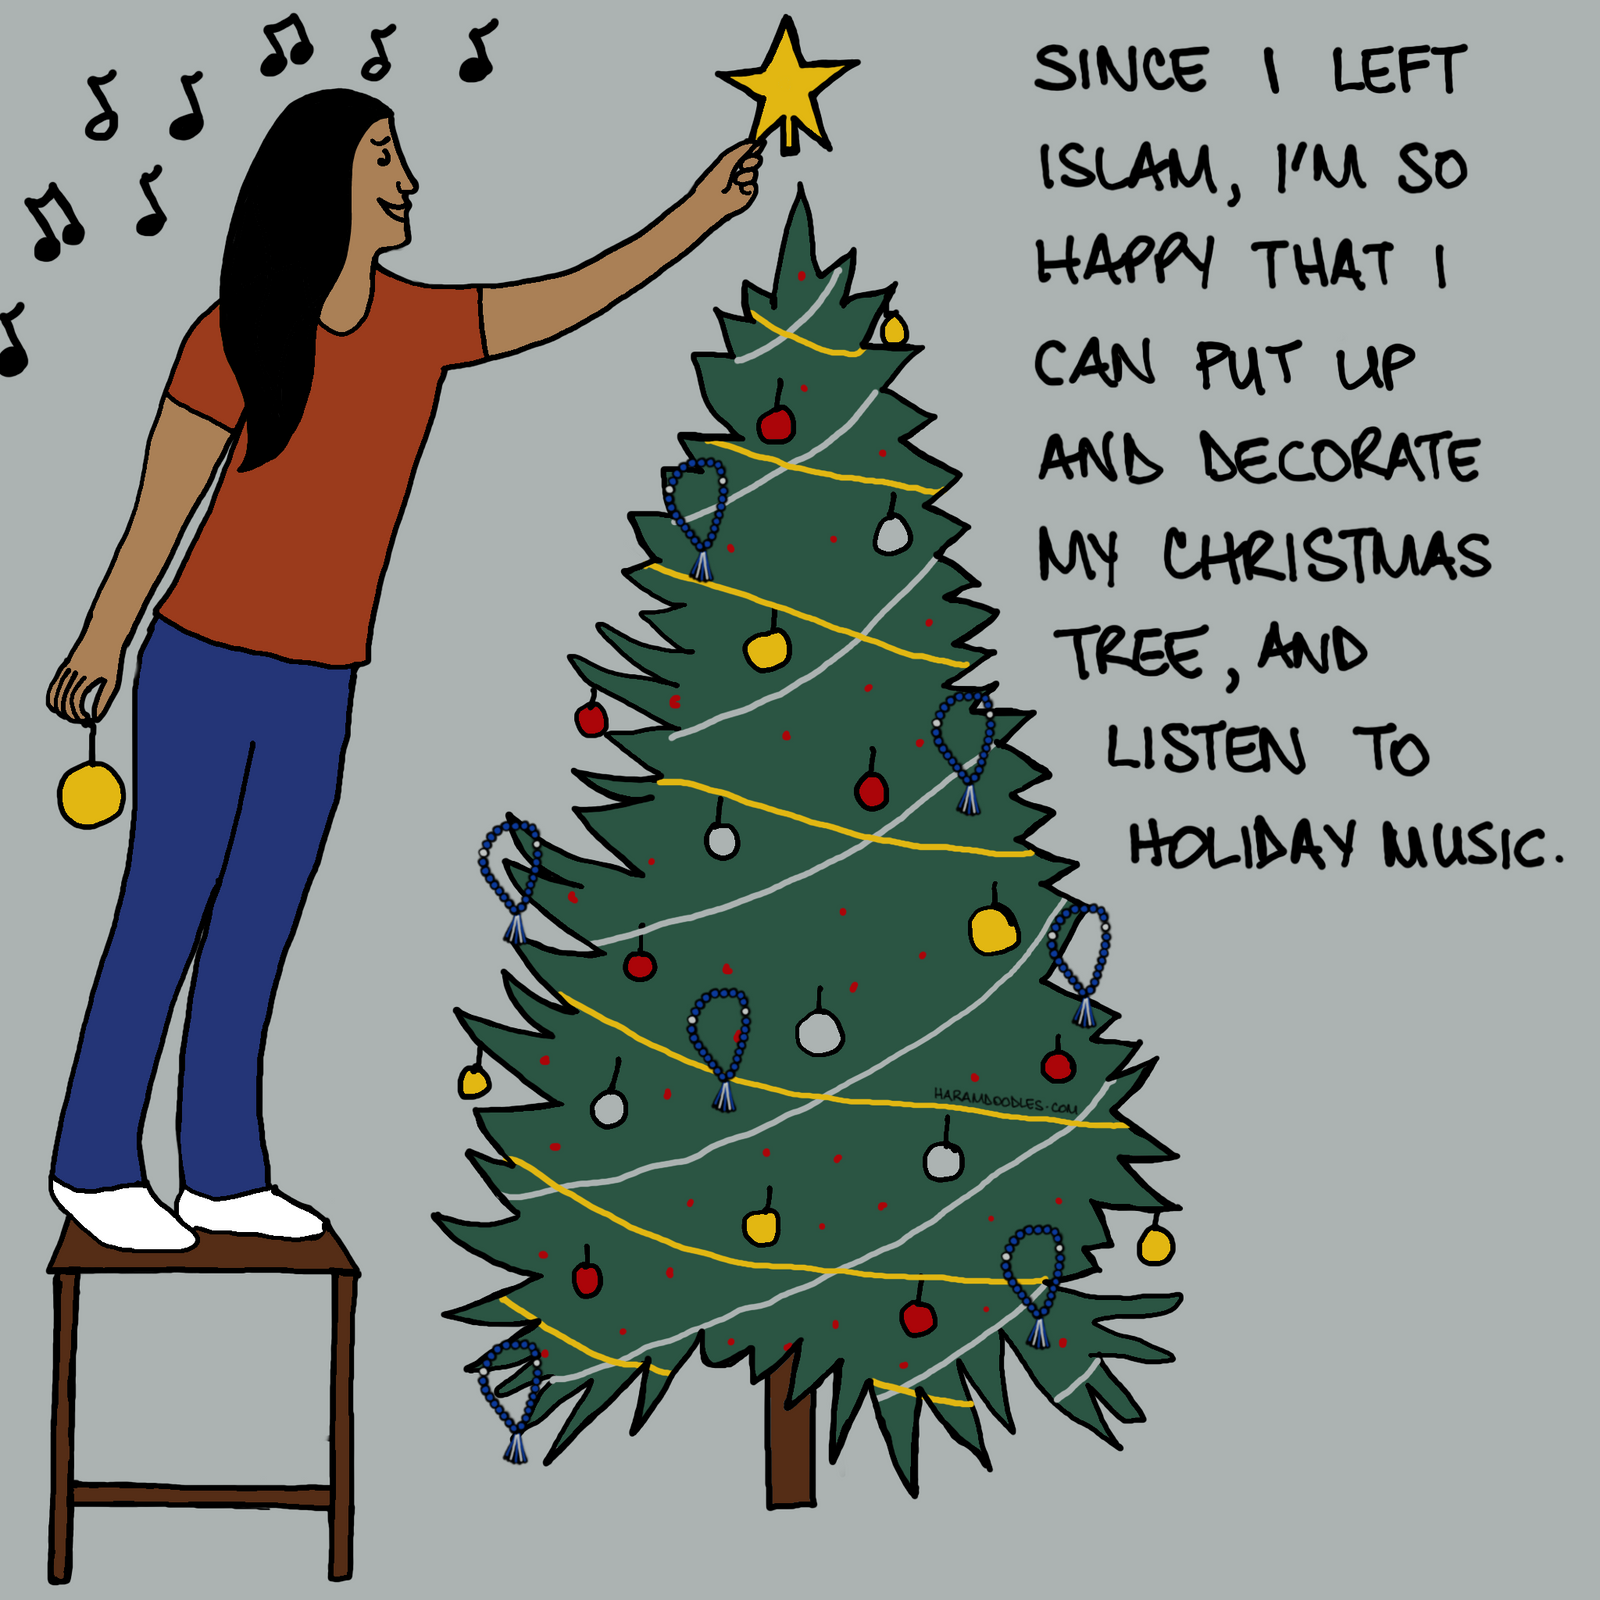 SINCE I LEFT
ISLAM, I'M SO
HAPPY THAT I
CAN PUT UP
AND DECORATE
MY CHRISTMAS
TREE, AND
LISTEN TO
HOLIDAY MUSIC.
HARAMDOODLES.COM